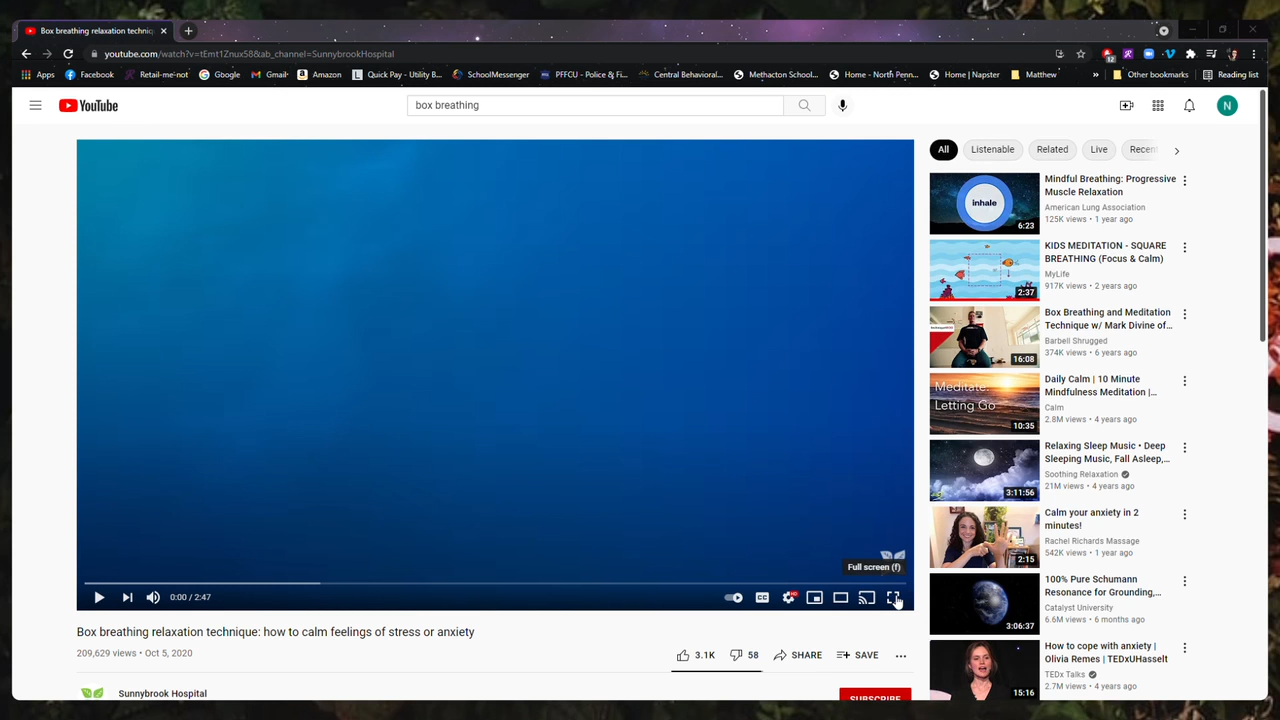 Box breathing relaxation techniq
youtube.com/watch?v=tEmt1Znux58&ab_channel=SunnybrookHospital
12
Apps Facebook Retail-me-not Google Gmail Amazon Quick Pay - Utility B... SchoolMessenger PFFCU - Police & Fi... Central Behavioral... Methacton School... Home - North Penn... Home | Napster Matthew » Other bookmarks Reading list
YouTube
box breathing
N
All Listenable Related Live Recen
Mindful Breathing: Progressive
Muscle Relaxation
American Lung Association
125K views • 1 year ago
inhale
6:23
KIDS MEDITATION - SQUARE
BREATHING (Focus & Calm)
MyLife
917K views • 2 years ago
2:37
Box Breathing and Meditation
Technique w/ Mark Divine of...
Barbell Shrugged
374K views • 6 years ago
16:08
Daily Calm | 10 Minute
Mindfulness Meditation |...
Calm
2.8M views • 4 years ago
Meditate:
Letting Go
10:35
Relaxing Sleep Music • Deep
Sleeping Music, Fall Asleep,...
Soothing Relaxation
21M views • 4 years ago
3:11:56
Calm your anxiety in 2
minutes!
Rachel Richards Massage
542K views • 1 year ago
2:15
100% Pure Schumann
Resonance for Grounding,...
Catalyst University
6.6M views • 6 months ago
3:06:37
How to cope with anxiety |
Olivia Remes | TEDxUHasselt
TEDx Talks
2.7M views • 4 years ago
15:16
Full screen (f)
0:00 / 2:47
CC
HD
Box breathing relaxation technique: how to calm feelings of stress or anxiety
209,629 views • Oct 5, 2020
3.1K 58 SHARE SAVE
Sunnybrook Hospital
SUBSCRIBE